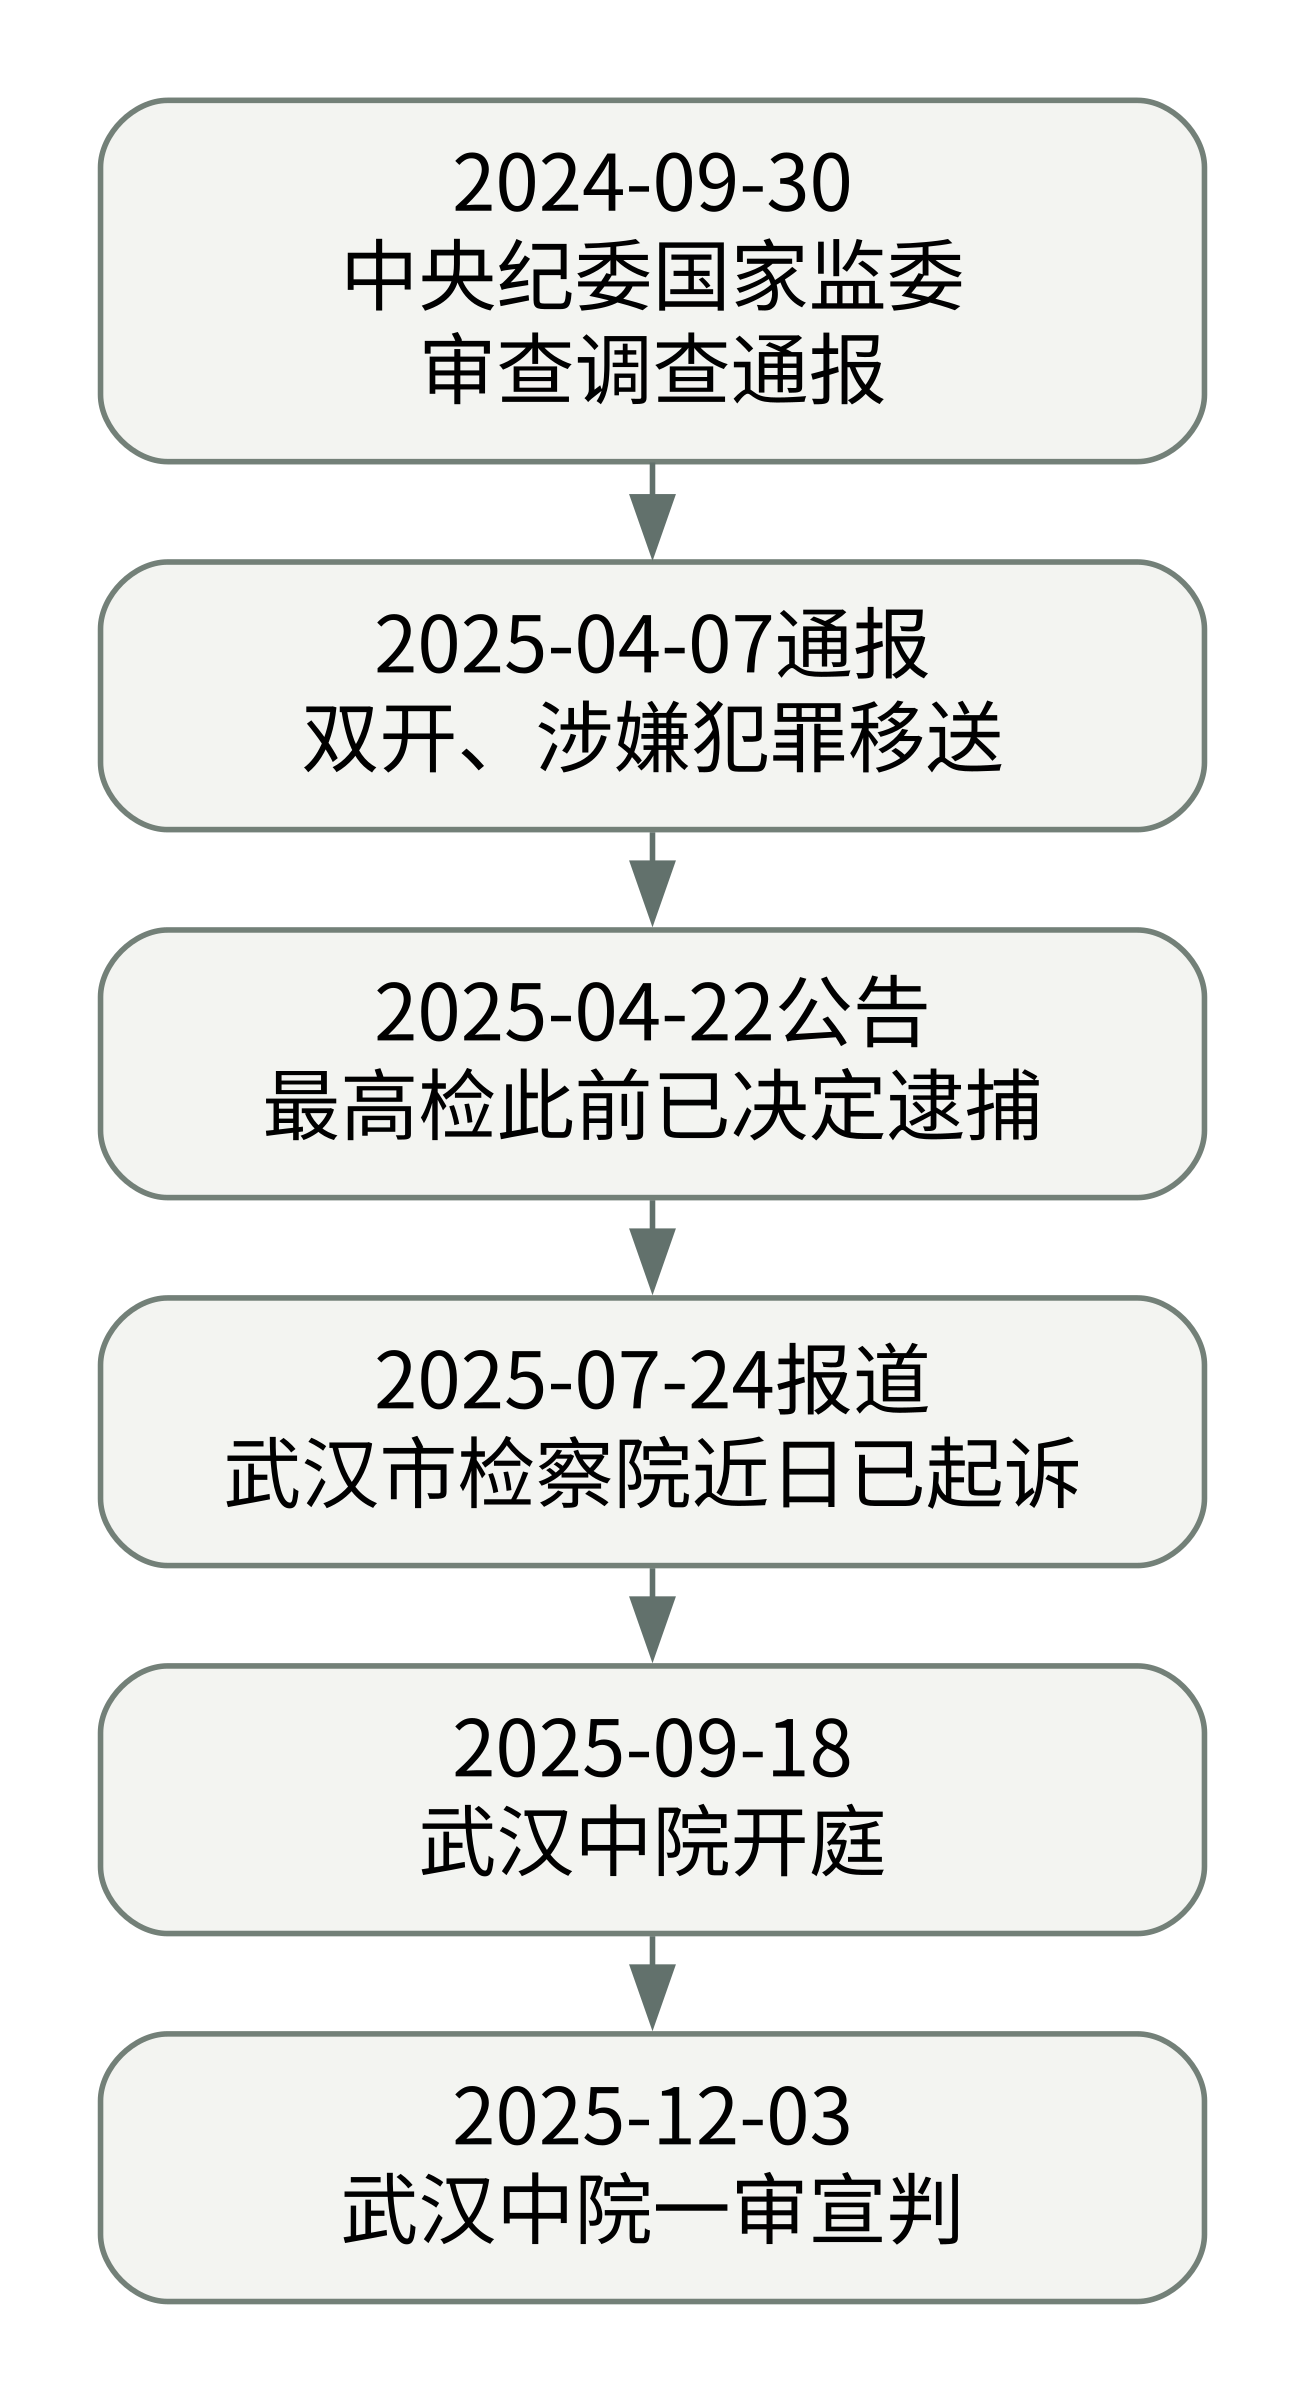 2024-09-30
中央纪委国家监委
审查调查通报
2025-04-07通报
双开、涉嫌犯罪移送
2025-04-22公告
最高检此前已决定逮捕
2025-07-24报道
武汉市检察院近日已起诉
2025-09-18
武汉中院开庭
2025-12-03
武汉中院一审宣判